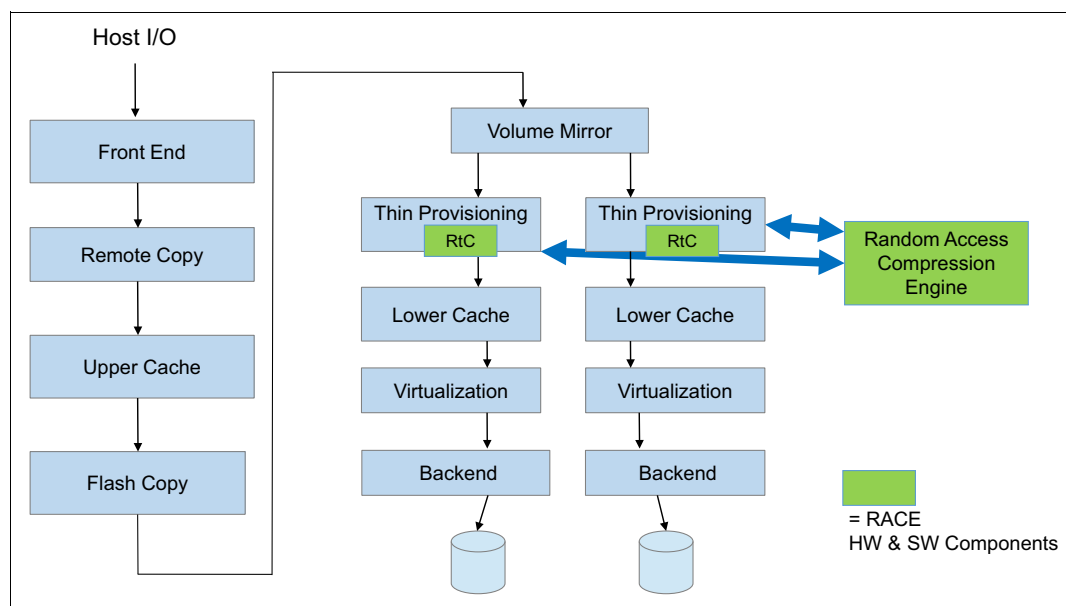 Host I/O
Front End
Remote Copy
Upper Cache
Flash Copy
Volume Mirror
Thin Provisioning
RtC
Lower Cache
Virtualization
Backend
Thin Provisioning
RtC
Lower Cache
Virtualization
Backend
Random Access
Compression
Engine
= RACE
HW & SW Components